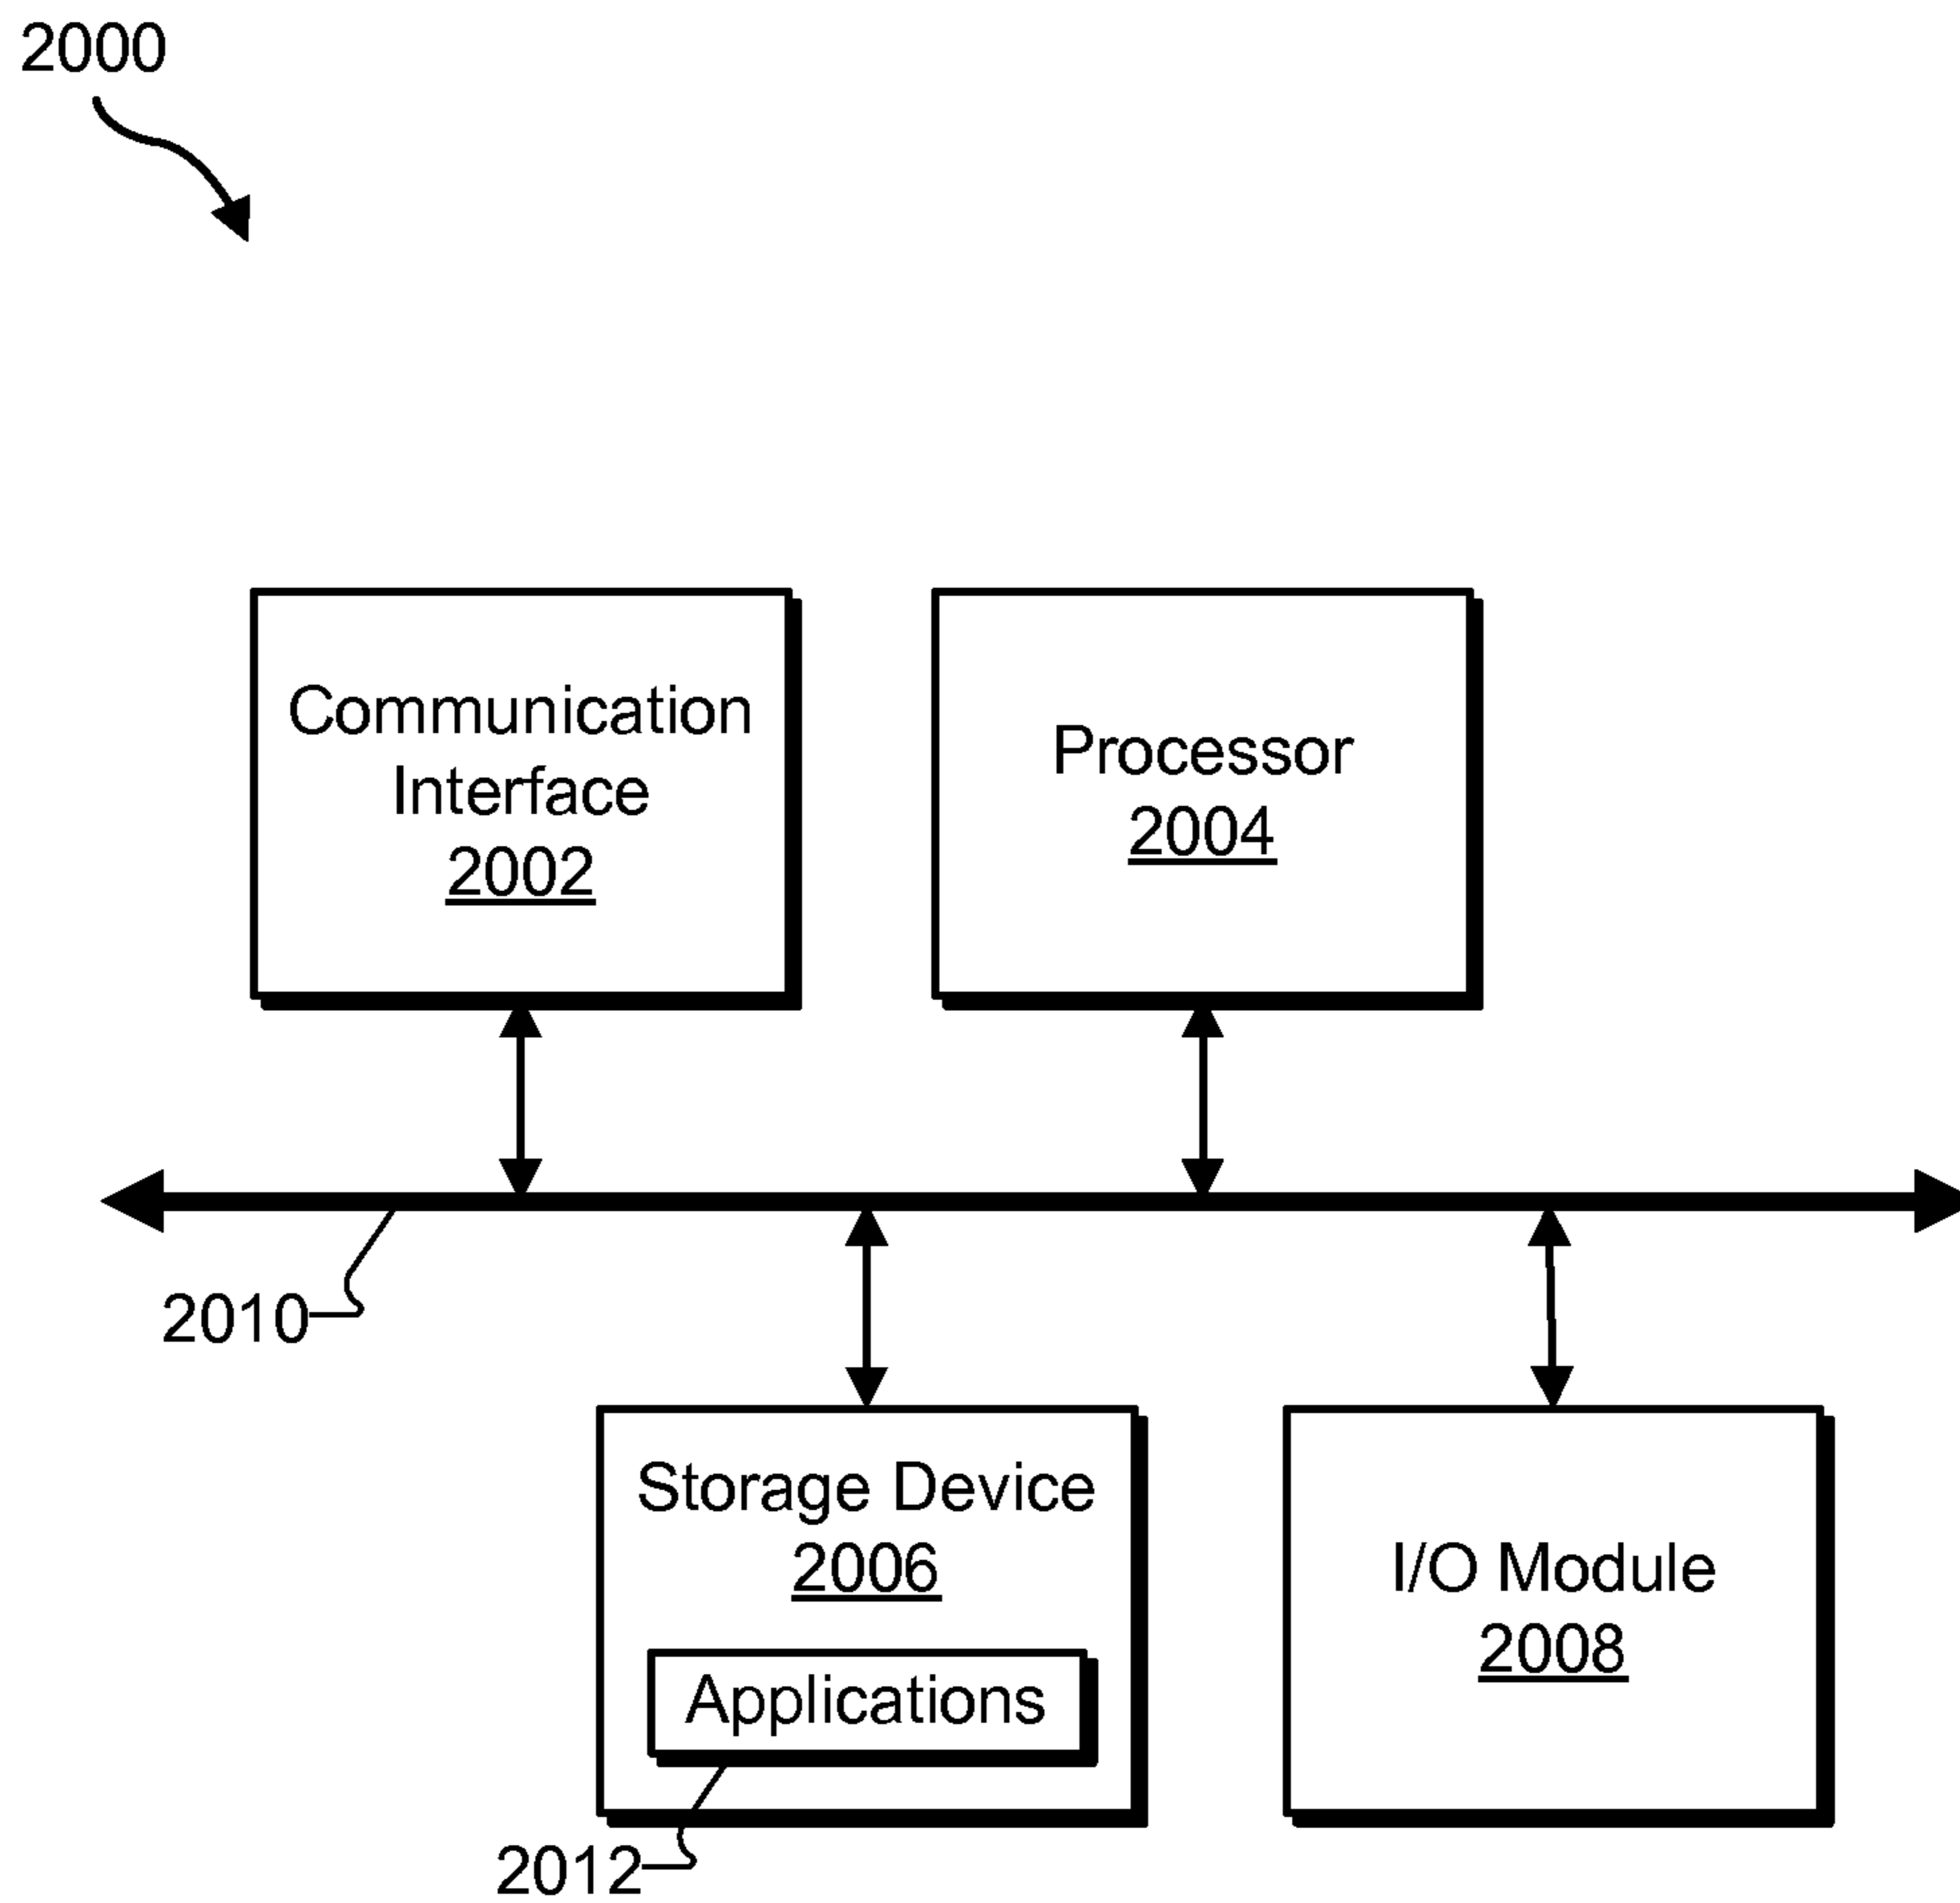 2000
Communication
Interface
2002
Processor
2004
2010
Storage Device
2006
Applications
2012
I/O Module
2008